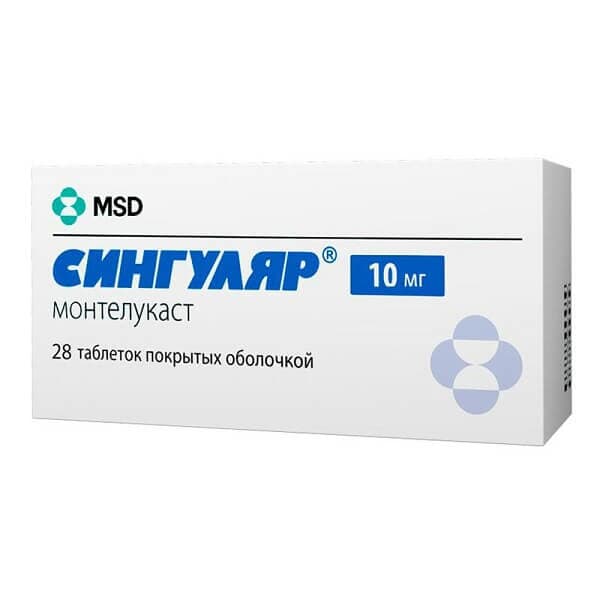 MSD
СИНГУЛЯР® 10 мг
монтелукаст
28 таблеток покрытых оболочкой